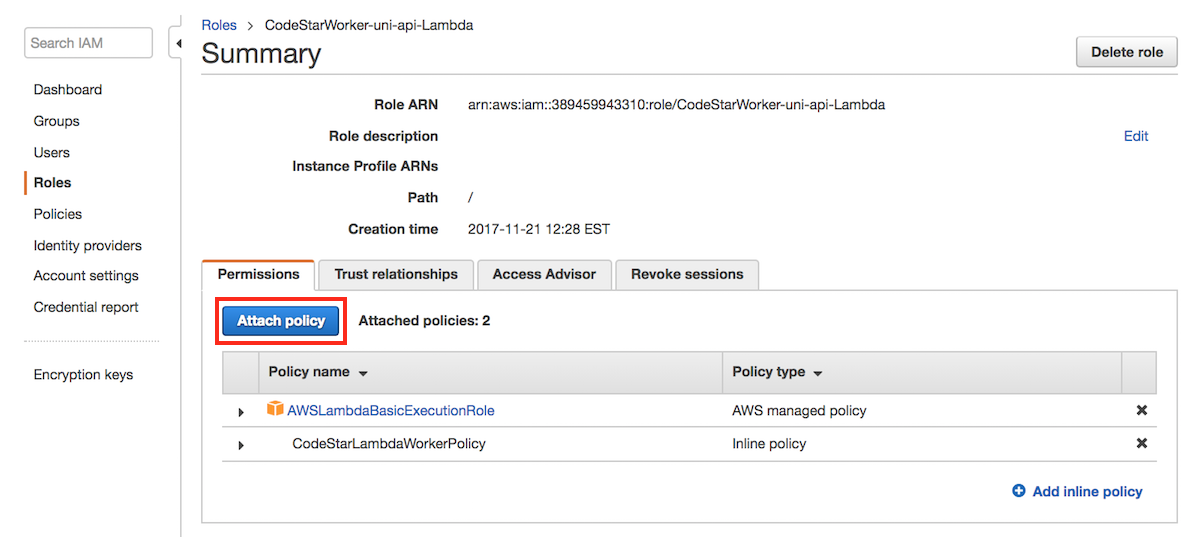 Search IAM
Dashboard
Groups
Users
Roles
Policies
Identity providers
Account settings
Credential report
Encryption keys
Roles > CodeStarWorker-uni-api-Lambda
Summary
Delete role
Role ARN arn:aws:iam::389459943310:role/CodeStarWorker-uni-api-Lambda
Role description Edit
Instance Profile ARNs
Path /
Creation time 2017-11-21 12:28 EST
Permissions Trust relationships Access Advisor Revoke sessions
Attach policy Attached policies: 2
Policy name Policy type
AWSLambdaBasicExecutionRole AWS managed policy
CodeStarLambdaWorkerPolicy Inline policy
Add inline policy